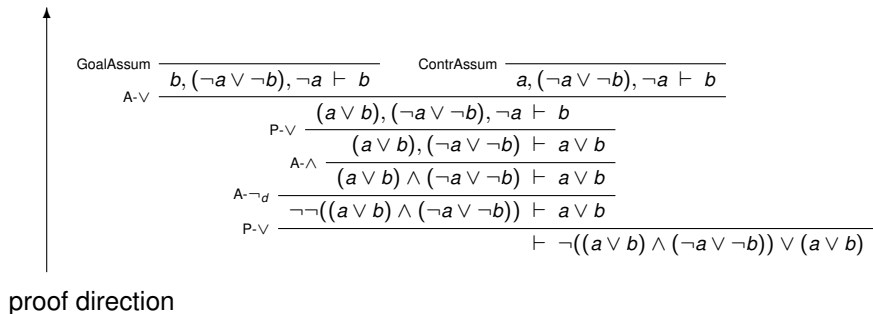 GoalAssum ContrAssum
b, (¬a ∨ ¬b), ¬a ⊢ b a, (¬a ∨ ¬b), ¬a ⊢ b
A-∨
(a ∨ b), (¬a ∨ ¬b), ¬a ⊢ b
P-∨
(a ∨ b), (¬a ∨ ¬b) ⊢ a ∨ b
A-∧
(a ∨ b) ∧ (¬a ∨ ¬b) ⊢ a ∨ b
A-¬d
¬¬((a ∨ b) ∧ (¬a ∨ ¬b)) ⊢ a ∨ b
P-∨
⊢ ¬((a ∨ b) ∧ (¬a ∨ ¬b)) ∨ (a ∨ b)
proof direction